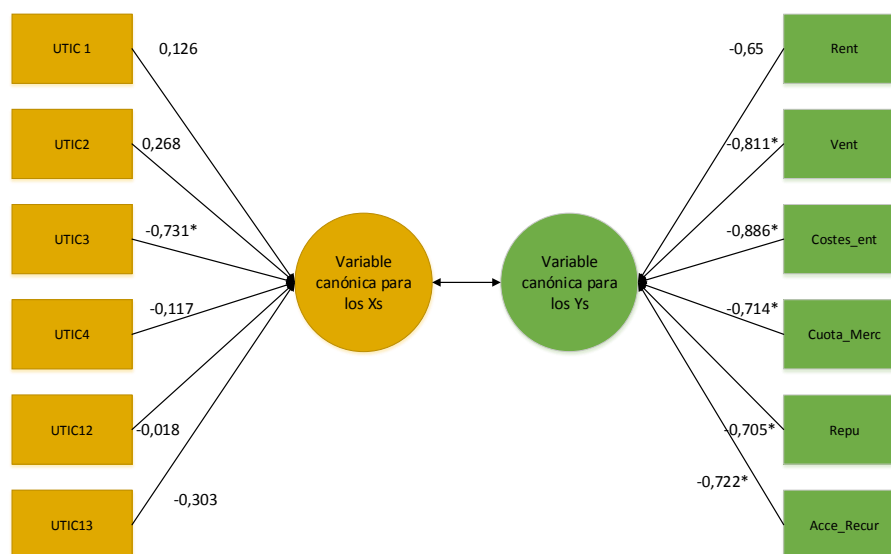 UTIC 1
0,126
-0,65
Rent
UTIC2
0,268
-0,811*
Vent
UTIC3
-0,731*
-0,886*
Costes_ent
Variable
canónica para
los Xs
Variable
canónica para
los Ys
UTIC4
-0,117
-0,714*
Cuota_Merc
UTIC12
-0,018
-0,705*
Repu
UTIC13
-0,303
-0,722*
Acce_Recur